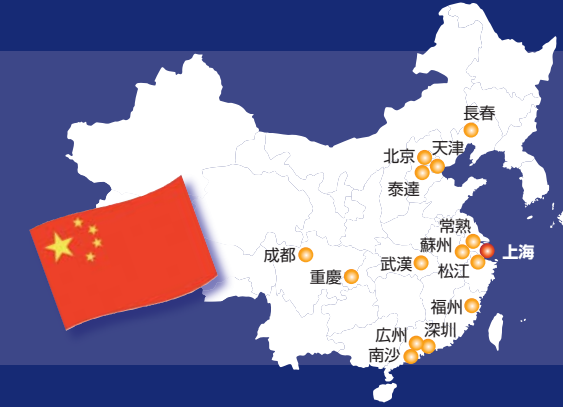 長春
北京
天津
泰達
常熟
蘇州
上海
成都
武漢
松江
重慶
福州
広州
深圳
南沙